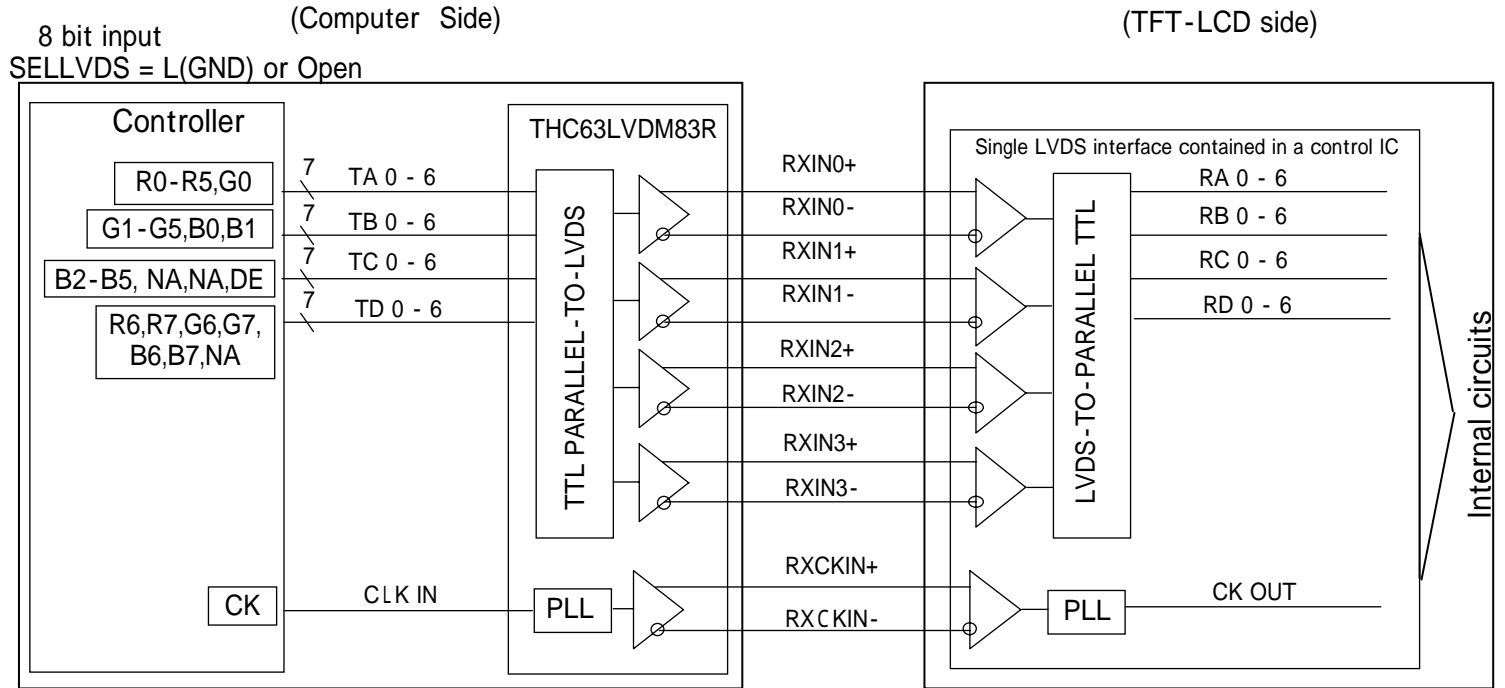 (Computer Side)
(TFT-LCD side)
8 bit input
SELLVDS = L(GND) or Open
Controller
THC63LVDM83R
Single LVDS interface contained in a control IC
R0-R5,G0
7
TA 0 - 6
RXIN0+
RA 0 - 6
G1-G5,B0,B1
7
TB 0 - 6
RXIN0-
RB 0 - 6
B2-B5, NA,NA,DE
7
TC 0 - 6
RXIN1+
RC 0 - 6
R6,R7,G6,G7,
B6,B7,NA
7
TD 0 - 6
RXIN1-
RD 0 - 6
TTL PARALLEL-TO-LVDS
RXIN2+
RXIN2-
RXIN3+
RXIN3-
LVDS-TO-PARALLEL TTL
Internal circuits
CK
CLK IN
PLL
RXCKIN+
RXCKIN-
PLL
CK OUT